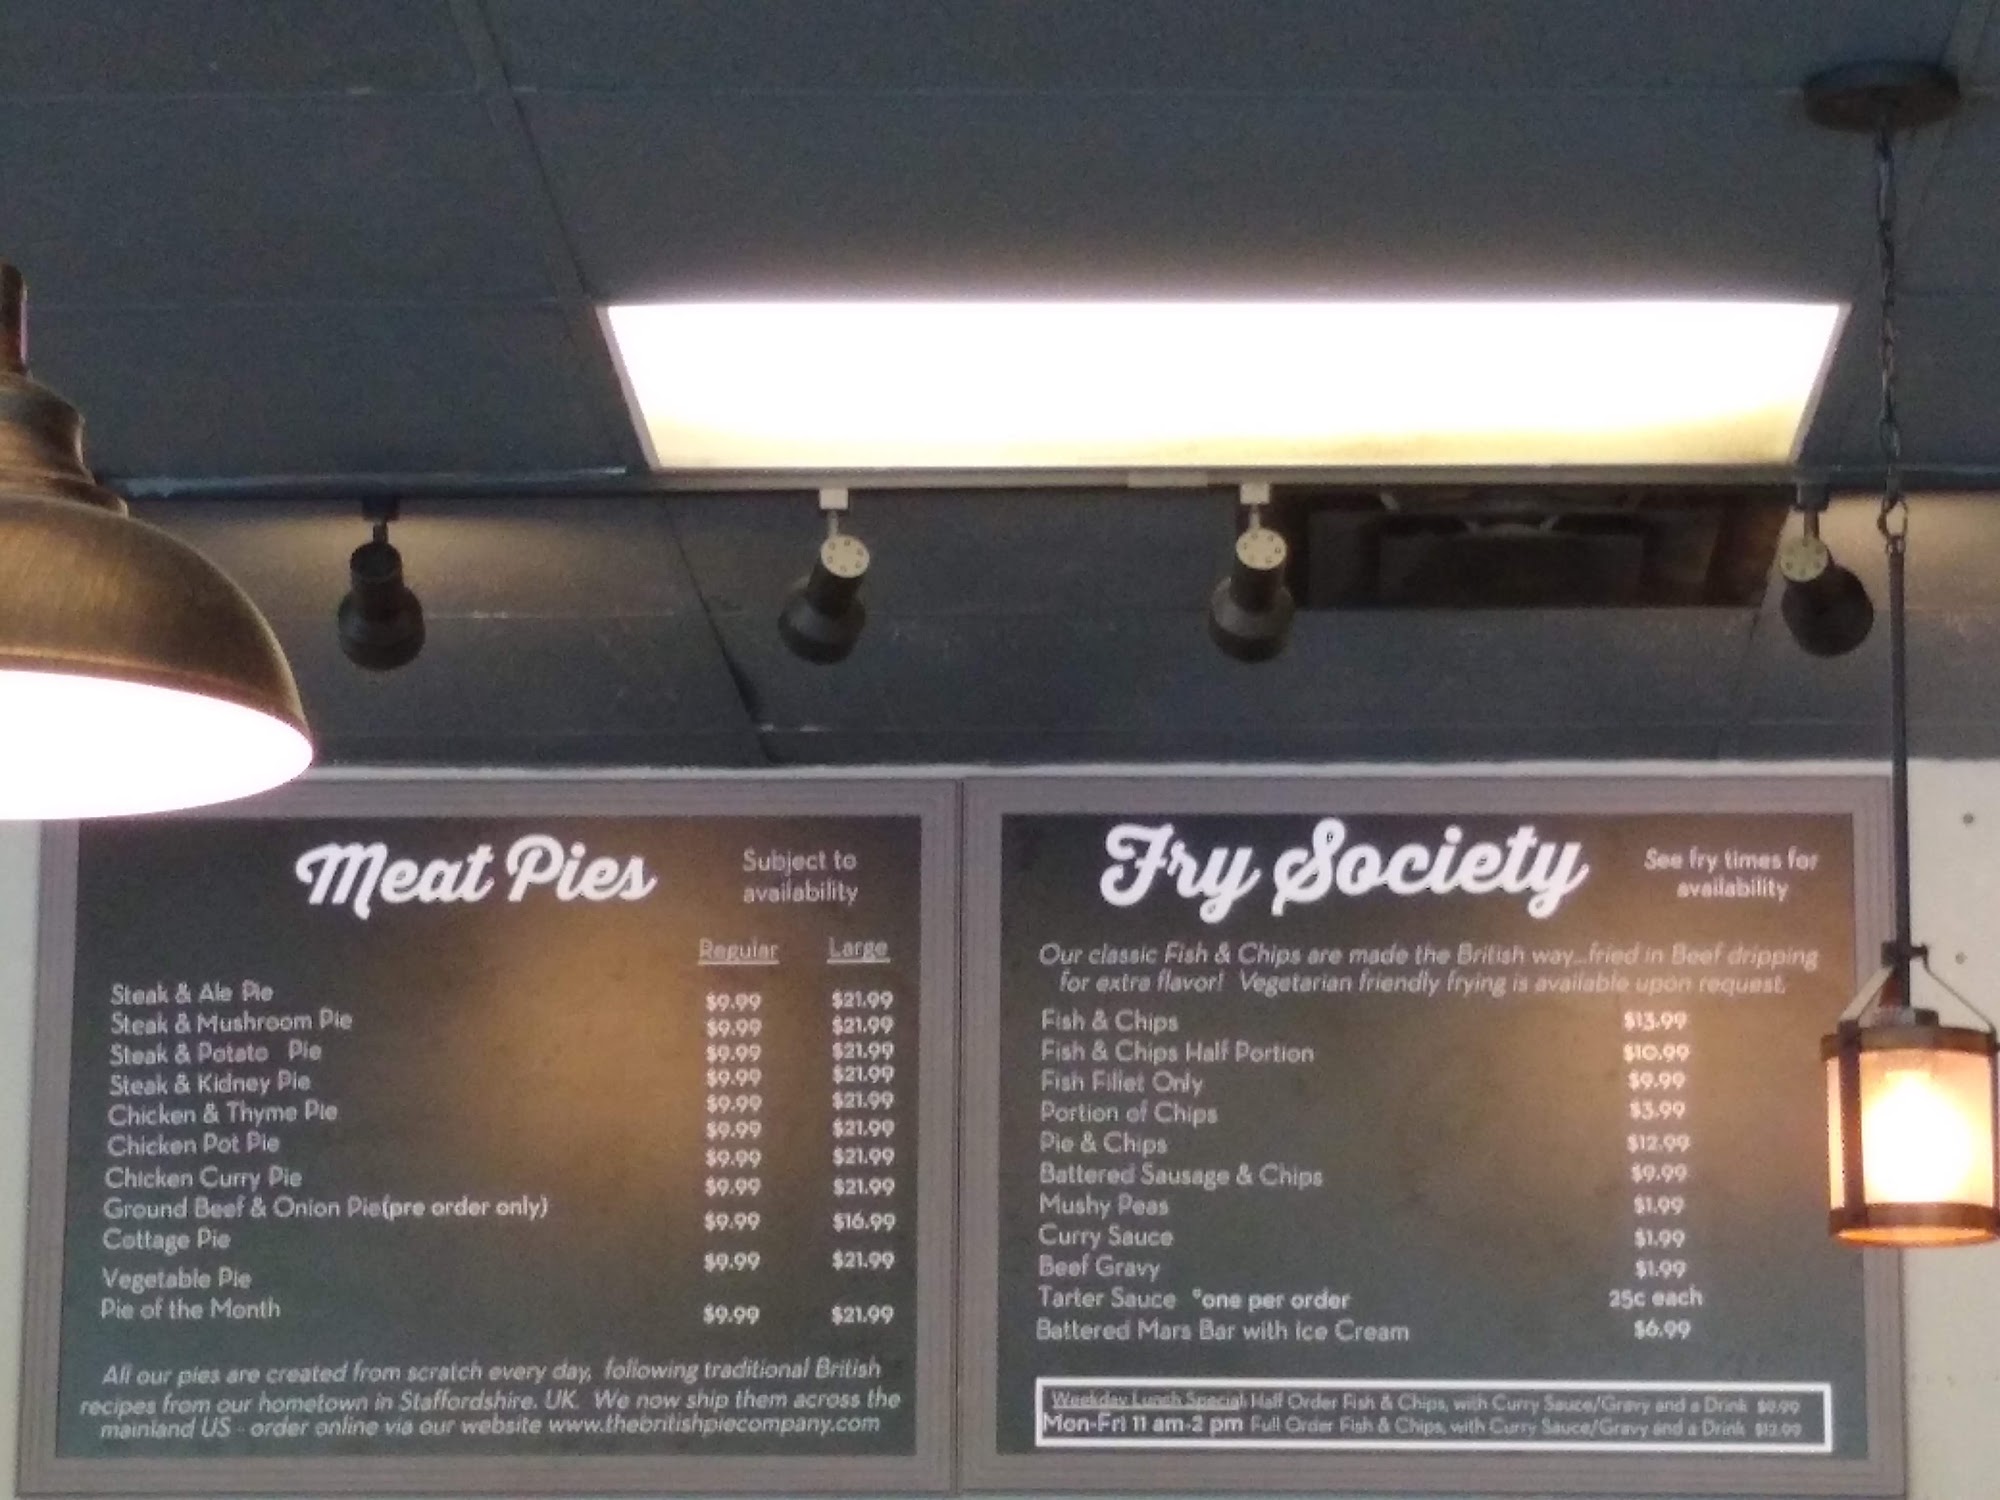 Meat Pies
Subject to
availability
Regular Large
Steak & Ale Pie $9.99 $21.99
Steak & Mushroom Pie $9.99 $21.99
Steak & Potato Pie $9.99 $21.99
Steak & Kidney Pie $9.99 $21.99
Chicken & Thyme Pie $9.99 $21.99
Chicken Pot Pie $9.99 $21.99
Chicken Curry Pie $9.99 $21.99
Ground Beef & Onion Pie(pre order only) $9.99 $21.99
Cottage Pie $9.99 $16.99
Vegetable Pie $9.99 $21.99
Pie of the Month $9.99 $21.99
All our pies are created from scratch every day, following traditional British
recipes from our hometown in Staffordshire. UK. We now ship them across the
mainland US - order online via our website www.thebritishpiecompany.com
Fry Society
See fry times for
availability
Our classic Fish & Chips are made the British way...fried in Beef dripping
for extra flavor! Vegetarian friendly frying is available upon request.
Fish & Chips $13.99
Fish & Chips Half Portion $10.99
Fish Fillet Only $9.99
Portion of Chips $3.99
Pie & Chips $12.99
Battered Sausage & Chips $9.99
Mushy Peas $1.99
Curry Sauce $1.99
Beef Gravy $1.99
Tarter Sauce *one per order 25c each
Battered Mars Bar with Ice Cream $6.99
Weekday Lunch Special Half Order Fish & Chips, with Curry Sauce/Gravy and a Drink $9.99
Mon-Fri 11 am-2 pm Full Order Fish & Chips, with Curry Sauce/Gravy and a Drink $12.99